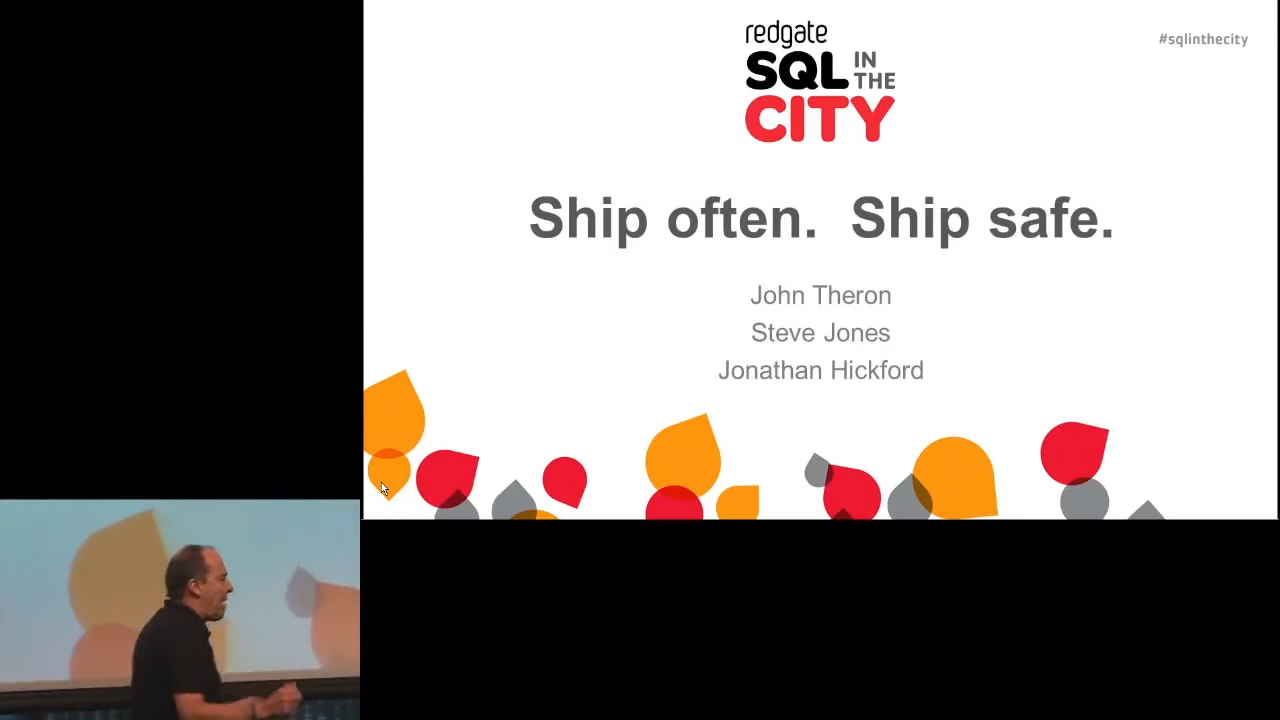 redgate
SQL IN THE
CITY
#sqlinthecity
Ship often. Ship safe.
John Theron
Steve Jones
Jonathan Hickford